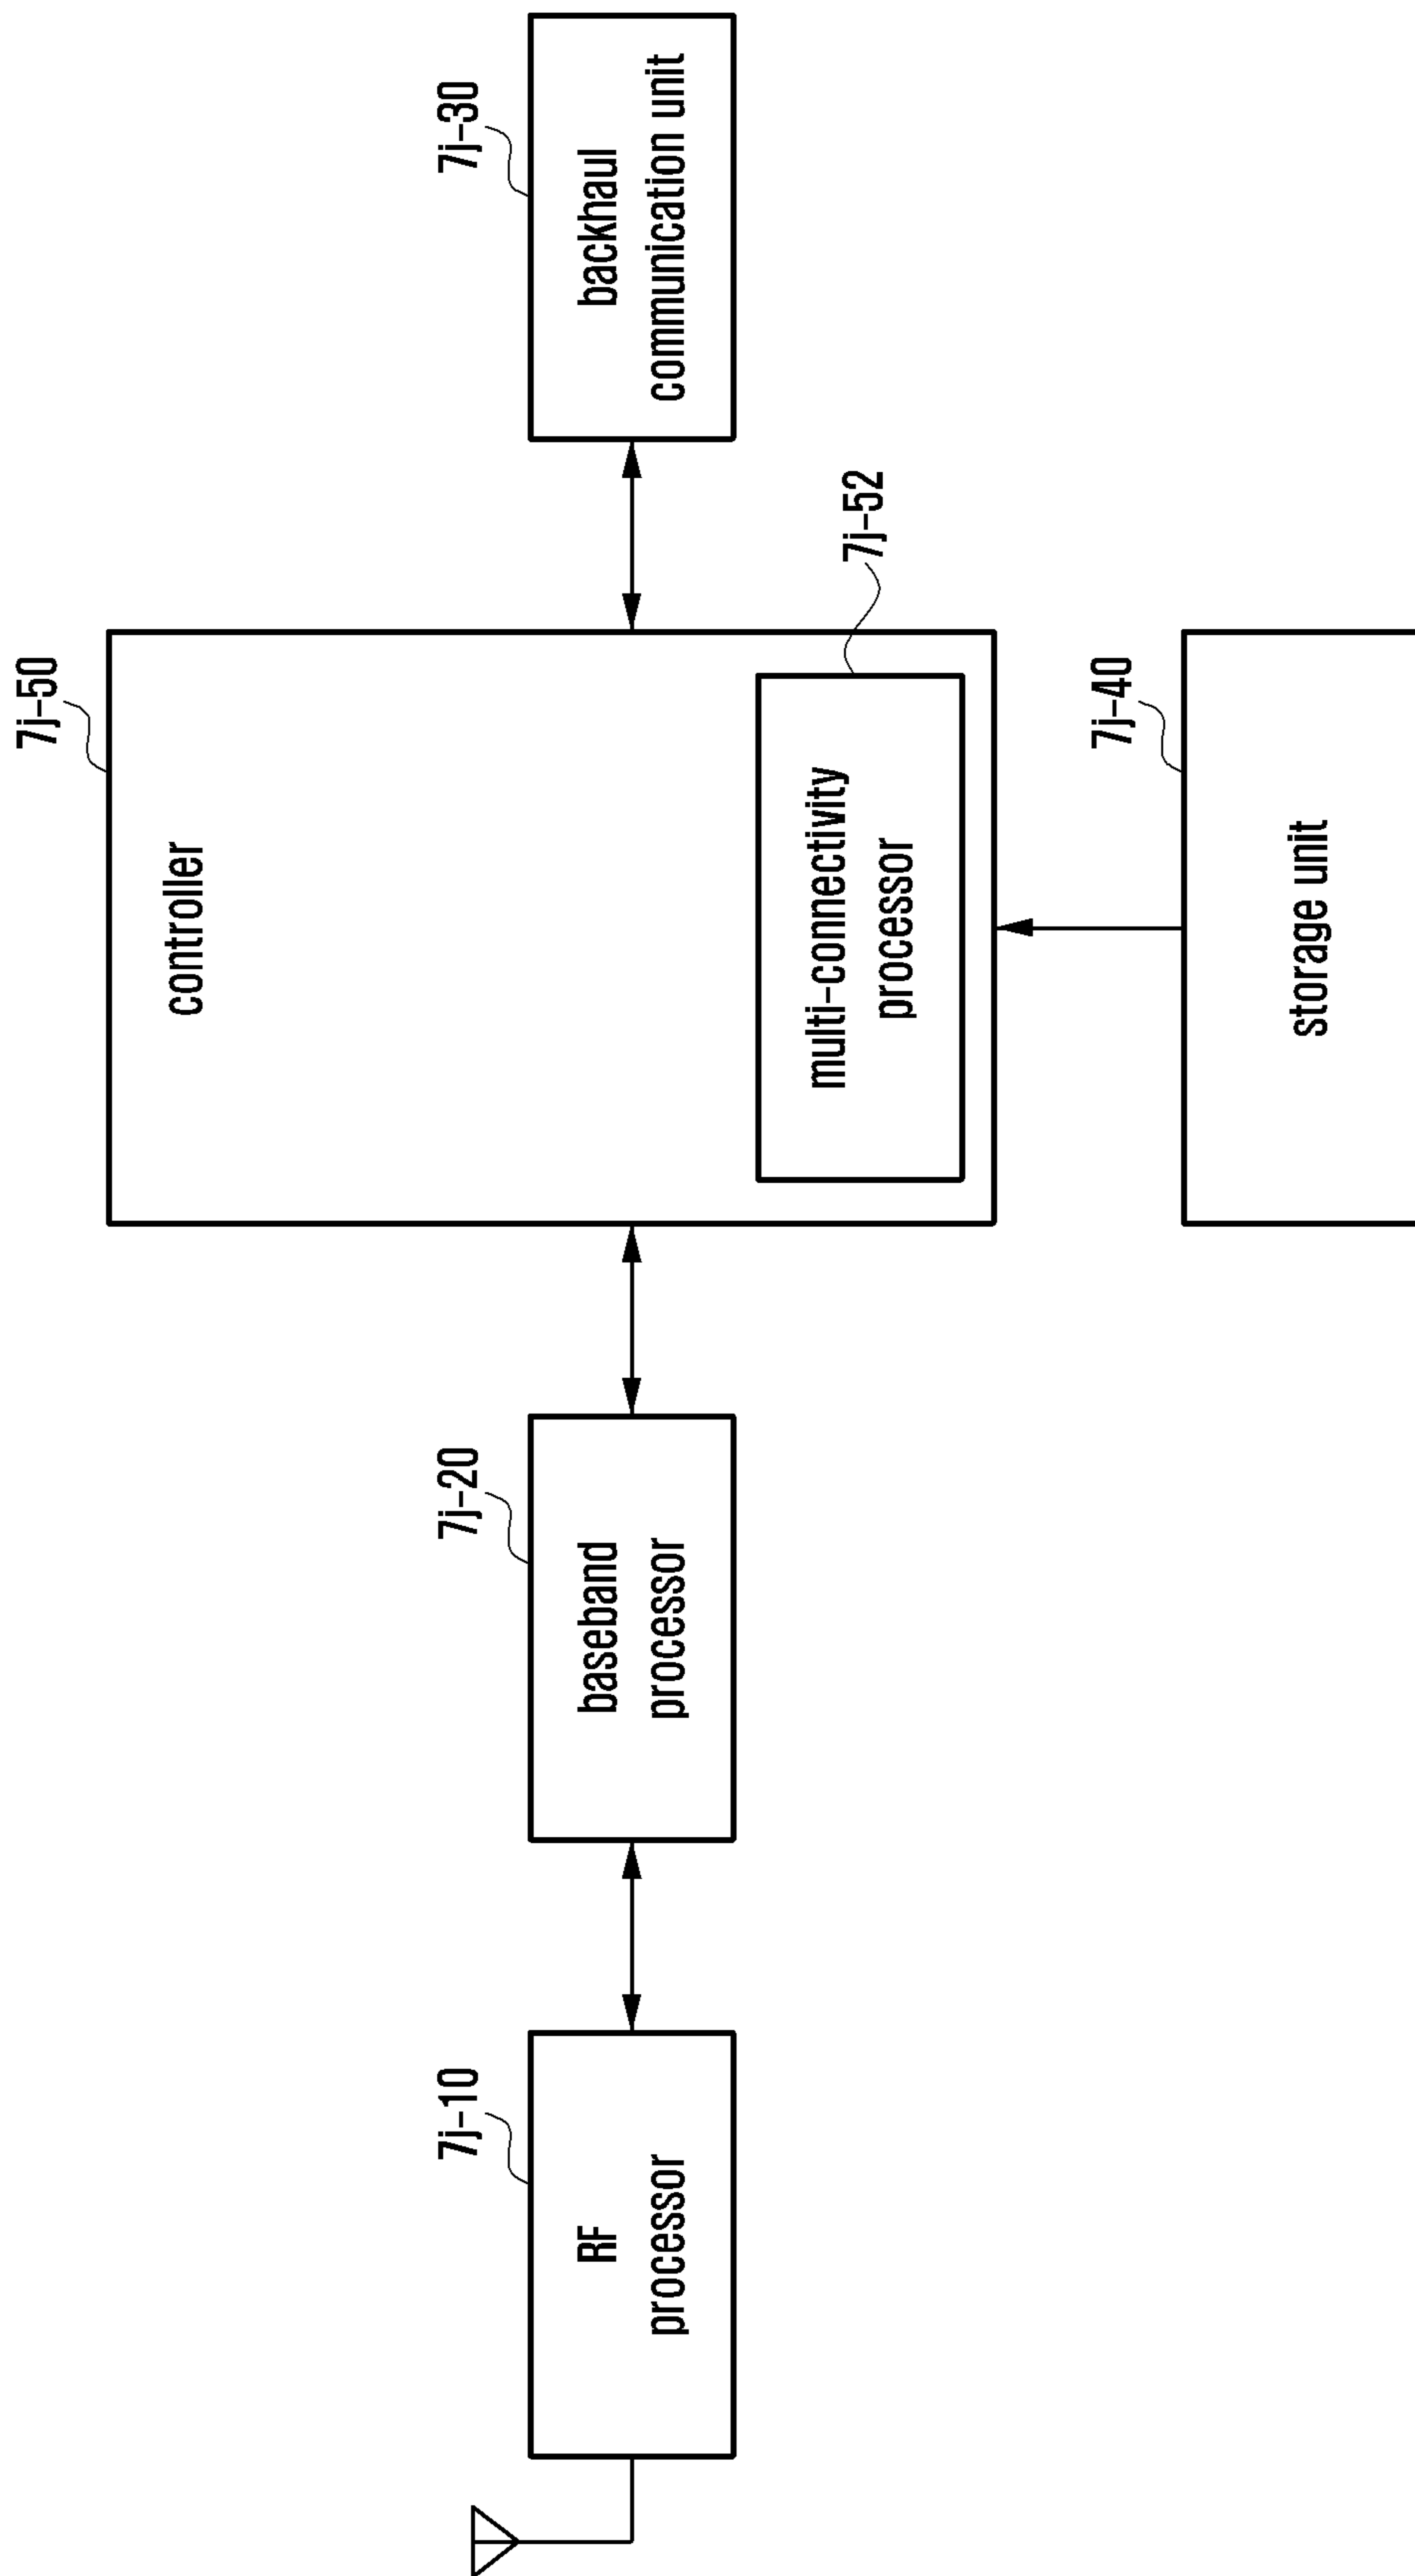 7j-50
controller
7j-10
RF
processor
7j-20
baseband
processor
7j-30
backhaul
communication unit
multi-connectivity
processor
7j-52
7j-40
storage unit